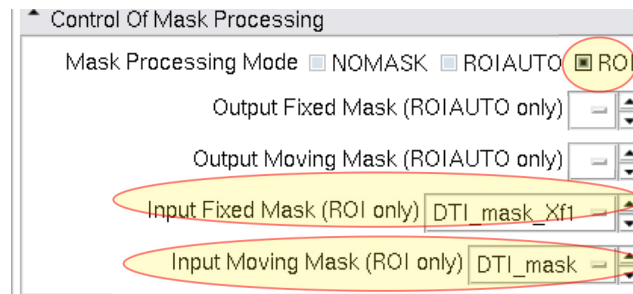 Control Of Mask Processing
Mask Processing Mode NOMASK ROIAUTO ROI
Output Fixed Mask (ROIAUTO only)
Output Moving Mask (ROIAUTO only)
Input Fixed Mask (ROI only) DTI_mask_Xf1
Input Moving Mask (ROI only) DTI_mask